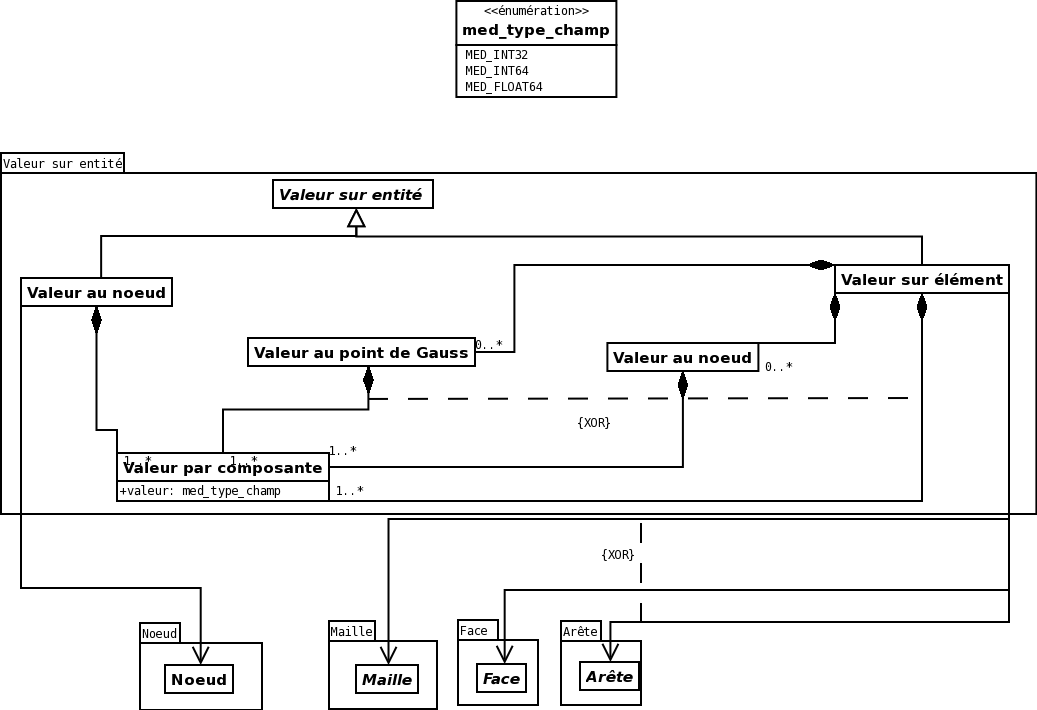 <<énumération>>
med_type_champ
MED_INT32
MED_INT64
MED_FLOAT64
Valeur sur entité
Valeur sur entité
Valeur au noeud
Valeur sur élément
Valeur au point de Gauss
0..*
Valeur au noeud
0..*
{XOR}
1..*
1..*
1..*
Valeur par composante
+valeur: med_type_champ
1..*
{XOR}
Noeud
Maille
Face
Arête
Noeud
Maille
Face
Arête